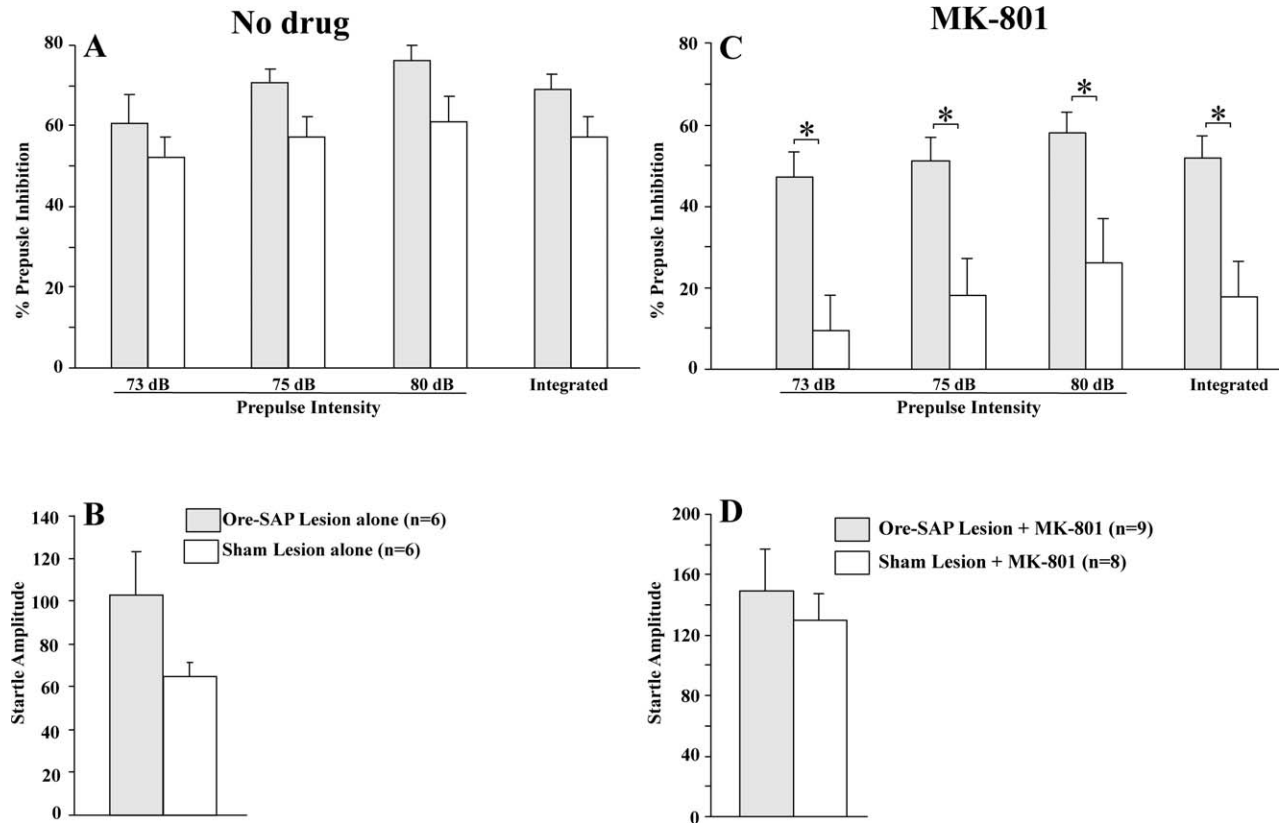 No drug
A
80
60
40
20
0
% Prepusle Inhibition
73 dB 75 dB 80 dB Integrated
Prepulse Intensity
MK-801
C
80
60
40
20
0
% Prepusle Inhibition
* * * *
73 dB 75 dB 80 dB Integrated
Prepulse Intensity
B
140
120
100
80
60
40
20
0
Startle Amplitude
Ore-SAP Lesion alone (n=6)
Sham Lesion alone (n=6)
D
200
160
120
80
40
0
Startle Amplitude
Ore-SAP Lesion + MK-801 (n=9)
Sham Lesion + MK-801 (n=8)